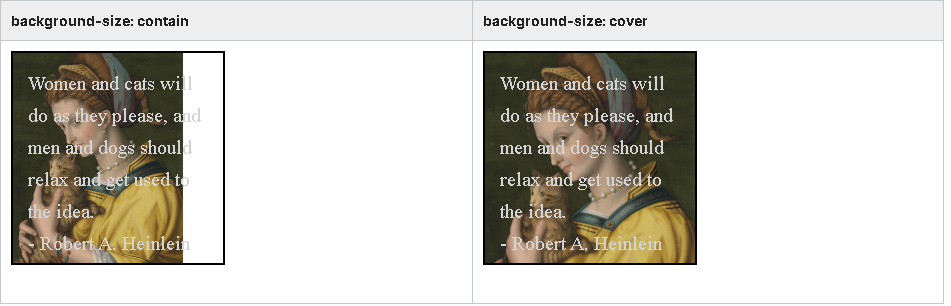 background-size: contain
background-size: cover
Women and cats will
do as they please, and
men and dogs should
relax and get used to
the idea.
- Robert A. Heinlein
Women and cats will
do as they please, and
men and dogs should
relax and get used to
the idea.
- Robert A. Heinlein